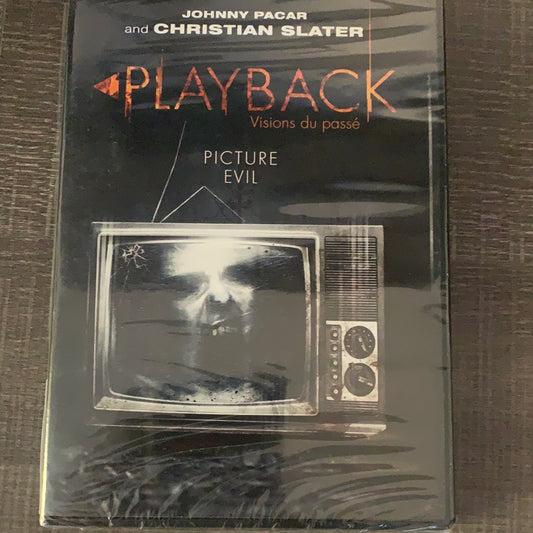 JOHNNY PACAR
and CHRISTIAN SLATER
PLAYBACK
Visions du passé
PICTURE
EVIL